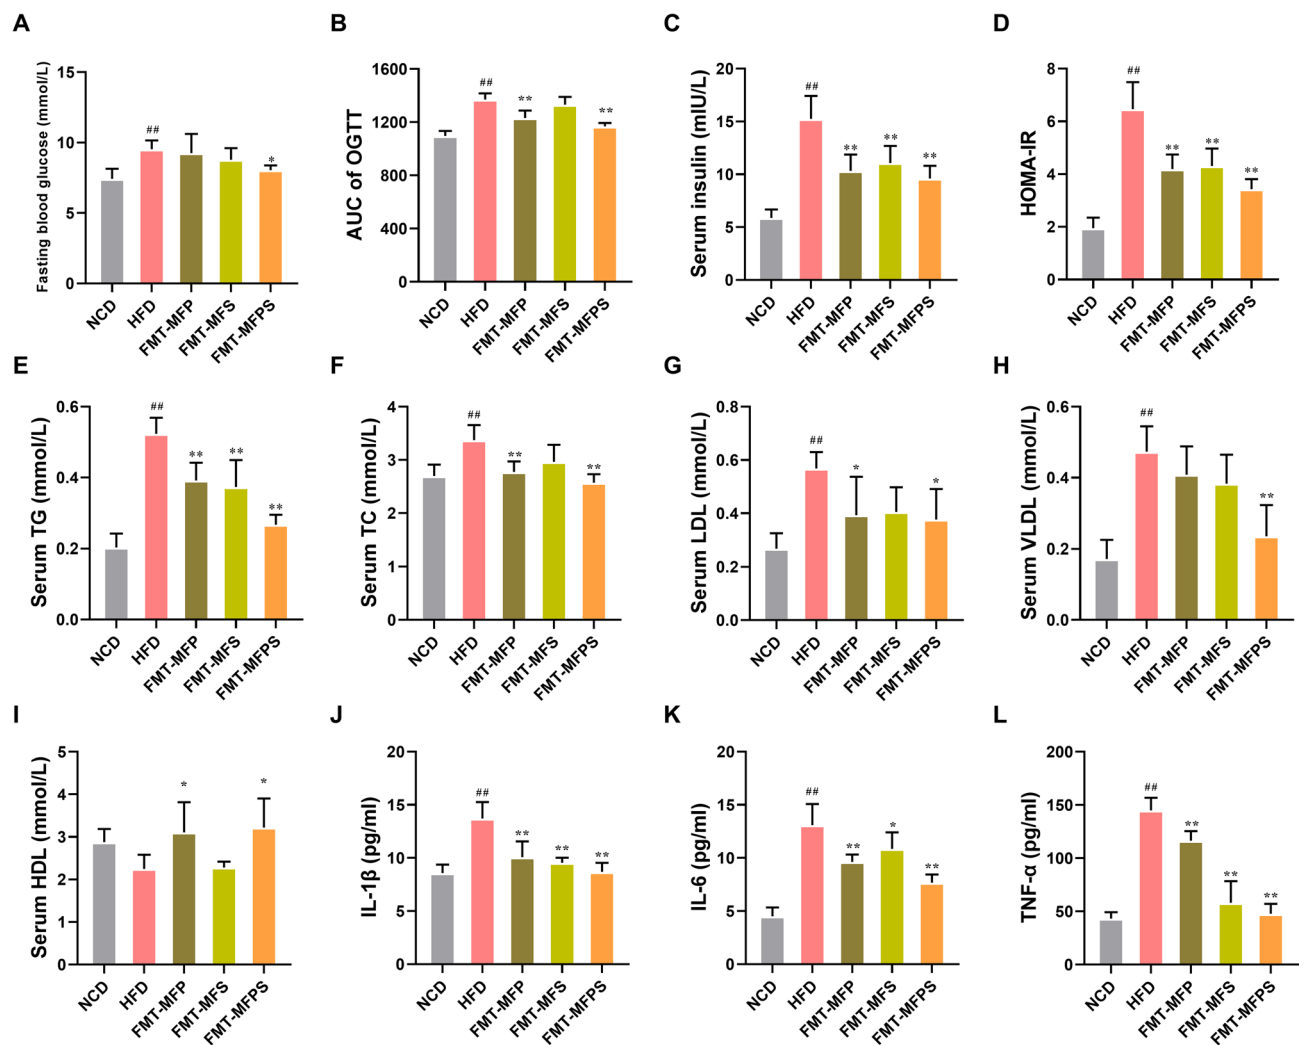 A
Fasting blood glucose (mmol/L)
15
10
5
0
##
*
NCD
HFD
FMT-MFP
FMT-MFS
FMT-MFPS
B
AUC of OGTT
1600
1200
800
400
0
##
**
**
NCD
HFD
FMT-MFP
FMT-MFS
FMT-MFPS
C
Serum insulin (mIU/L)
20
15
10
5
0
##
**
**
**
NCD
HFD
FMT-MFP
FMT-MFS
FMT-MFPS
D
HOMA-IR
8
6
4
2
0
##
**
**
**
NCD
HFD
FMT-MFP
FMT-MFS
FMT-MFPS
E
Serum TG (mmol/L)
0.6
0.4
0.2
0.0
##
**
**
**
NCD
HFD
FMT-MFP
FMT-MFS
FMT-MFPS
F
Serum TC (mmol/L)
4
3
2
1
0
##
**
**
NCD
HFD
FMT-MFP
FMT-MFS
FMT-MFPS
G
Serum LDL (mmol/L)
0.8
0.6
0.4
0.2
0.0
##
*
*
NCD
HFD
FMT-MFP
FMT-MFS
FMT-MFPS
H
Serum VLDL (mmol/L)
0.6
0.4
0.2
0.0
##
**
NCD
HFD
FMT-MFP
FMT-MFS
FMT-MFPS
I
Serum HDL (mmol/L)
5
4
3
2
1
0
*
*
NCD
HFD
FMT-MFP
FMT-MFS
FMT-MFPS
J
IL-1β (pg/ml)
20
15
10
5
0
##
**
**
**
NCD
HFD
FMT-MFP
FMT-MFS
FMT-MFPS
K
IL-6 (pg/ml)
20
15
10
5
0
##
**
*
**
NCD
HFD
FMT-MFP
FMT-MFS
FMT-MFPS
L
TNF-α (pg/ml)
200
150
100
50
0
##
**
**
**
NCD
HFD
FMT-MFP
FMT-MFS
FMT-MFPS